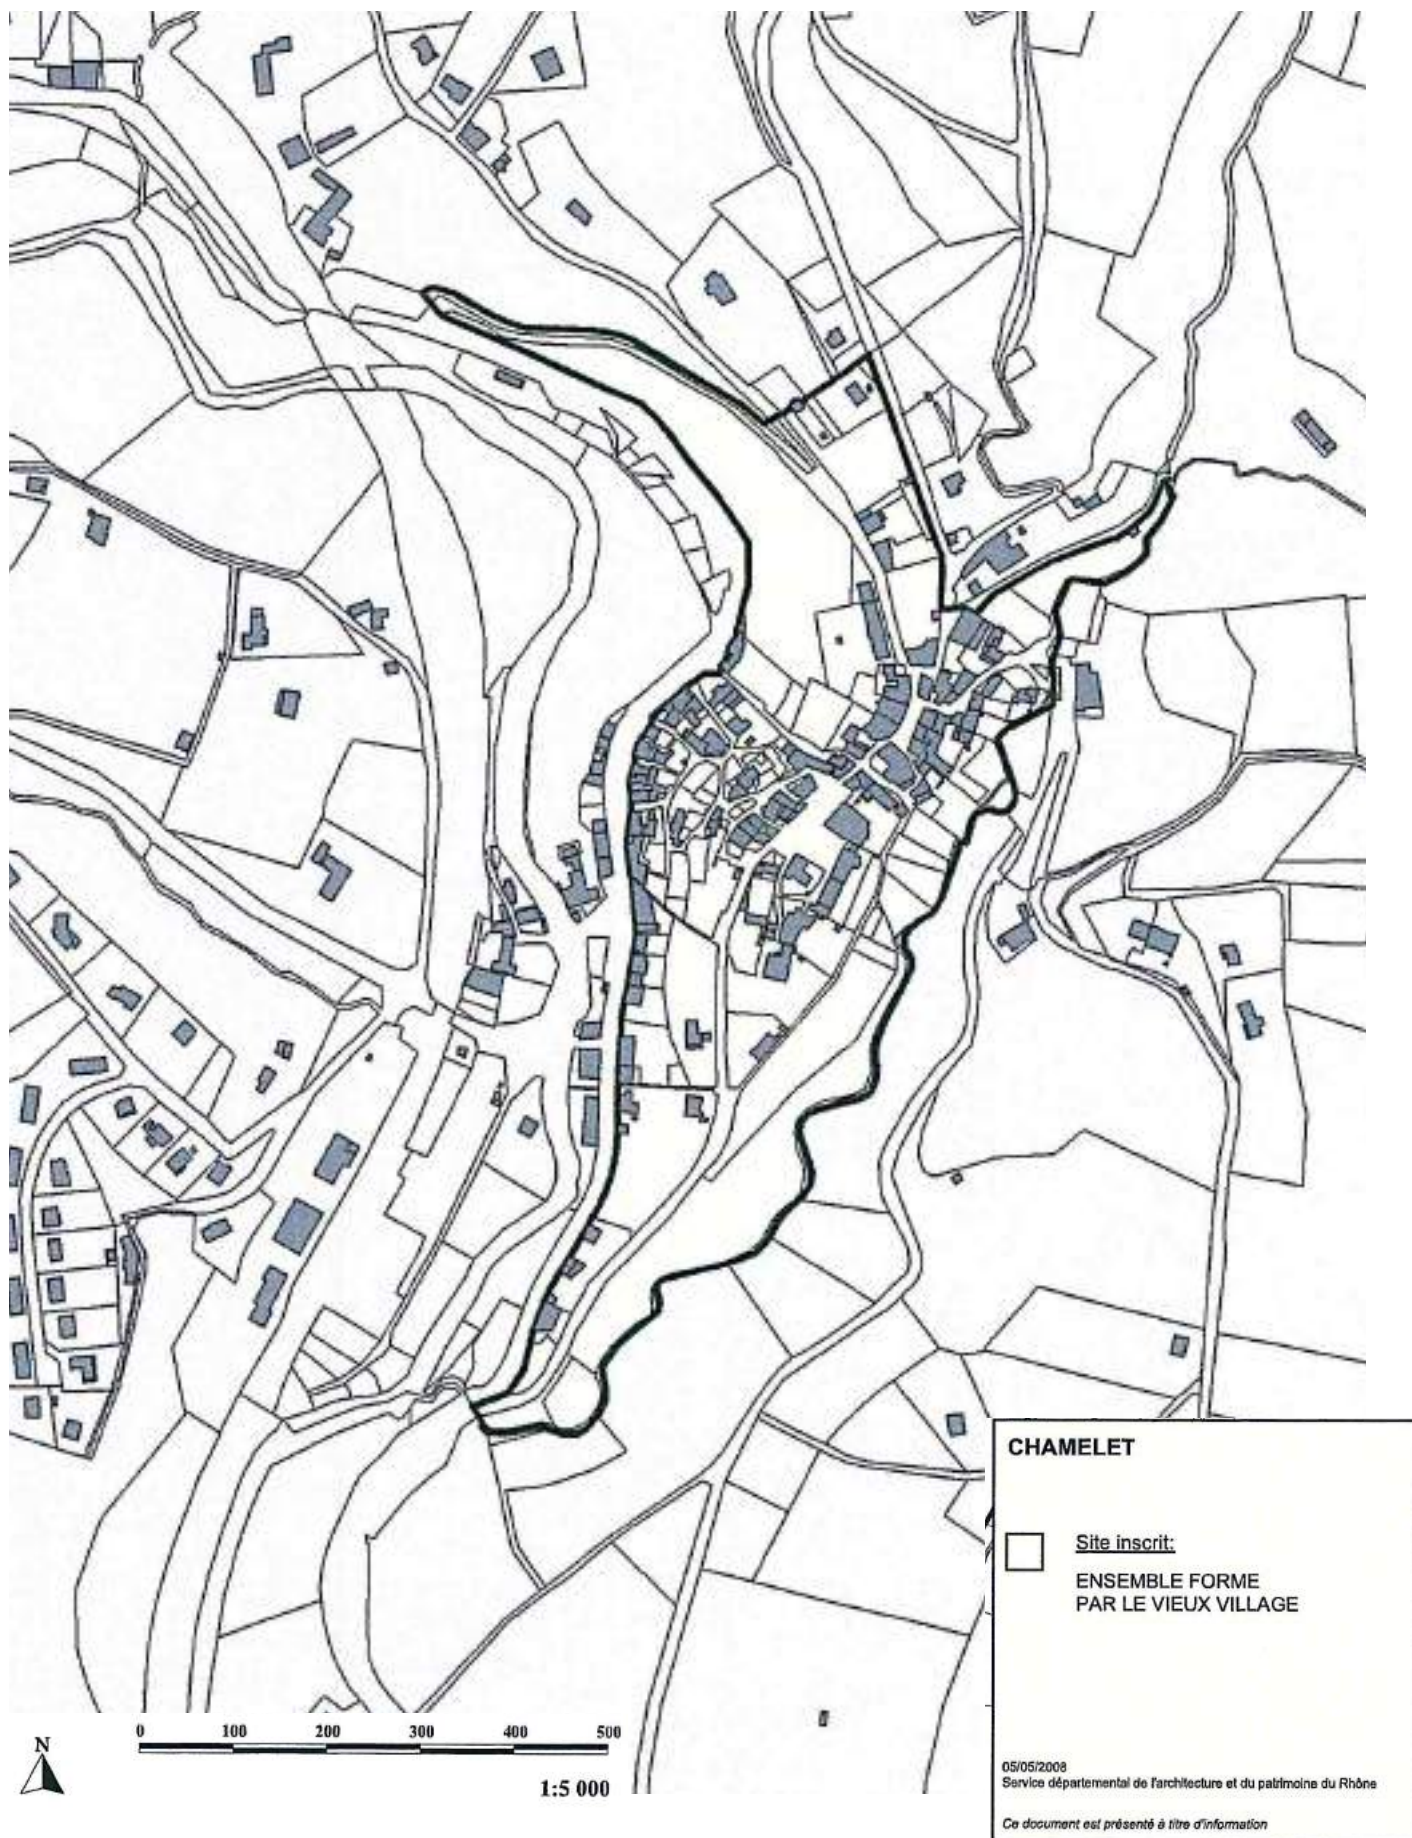 CHAMELET
Site inscrit:
ENSEMBLE FORME
PAR LE VIEUX VILLAGE
05/05/2008
Service départemental de l'architecture et du patrimoine du Rhône
Ce document est présenté à titre d'information
N
0 100 200 300 400 500
1:5 000